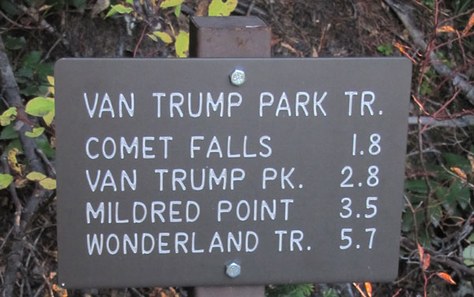 VAN TRUMP PARK TR.
COMET FALLS 1.8
VAN TRUMP PK. 2.8
MILDRED POINT 3.5
WONDERLAND TR. 5.7